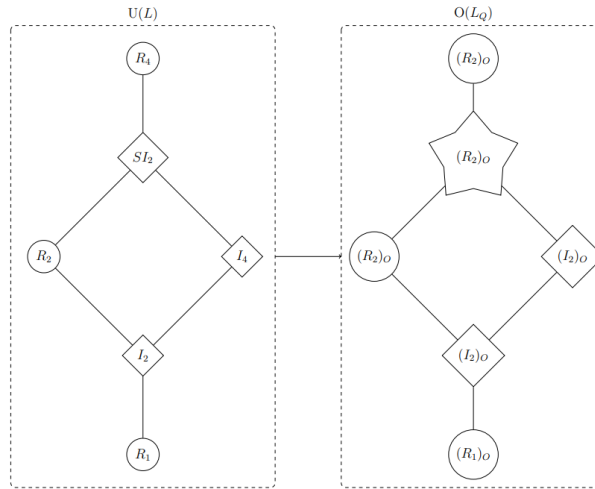 U(L) O(L_Q)
R_4 (R_2)_O
SI_2 (R_2)_O
R_2 I_4 (R_2)_O (I_2)_O
I_2 (I_2)_O
R_1 (R_1)_O